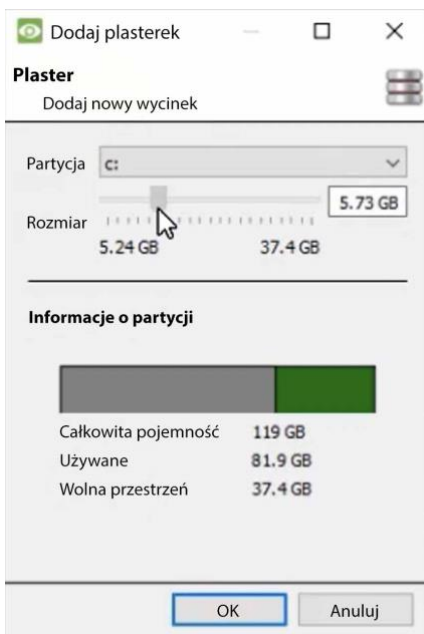 Dodaj plasterek
Plaster
Dodaj nowy wycinek
Partycja c:
5.73 GB
Rozmiar
5.24 GB 37.4 GB
Informacje o partycji
Całkowita pojemność 119 GB
Używane 81.9 GB
Wolna przestrzeń 37.4 GB
OK Anuluj